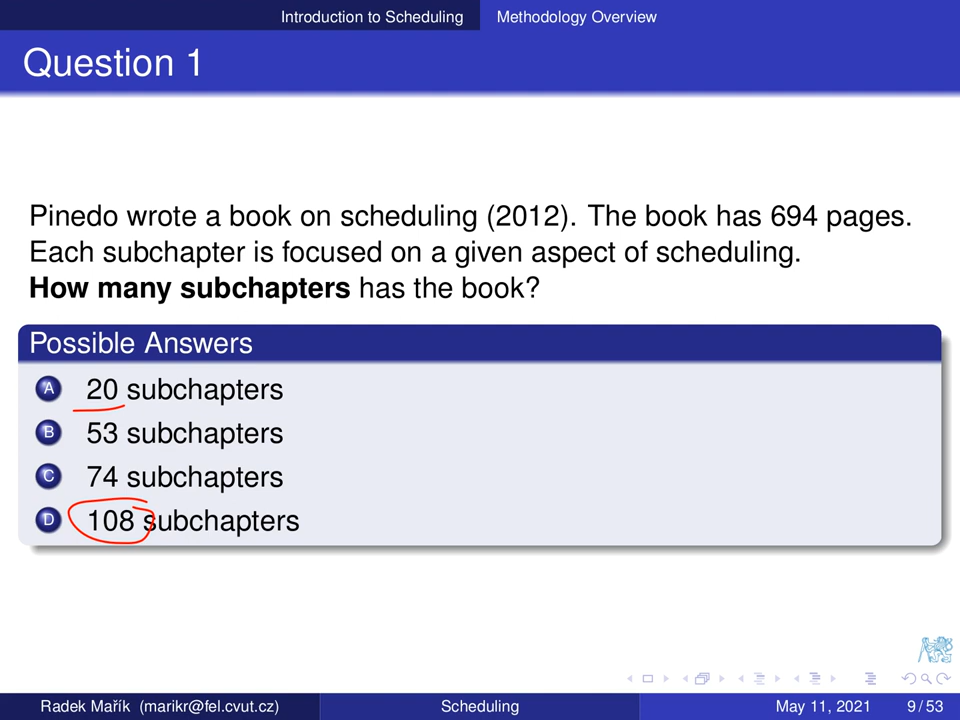 Introduction to Scheduling Methodology Overview
Question 1
Pinedo wrote a book on scheduling (2012). The book has 694 pages.
Each subchapter is focused on a given aspect of scheduling.
How many subchapters has the book?
Possible Answers
A 20 subchapters
B 53 subchapters
C 74 subchapters
D 108 subchapters
Radek Mařík (marikr@fel.cvut.cz) Scheduling May 11, 2021 9 / 53